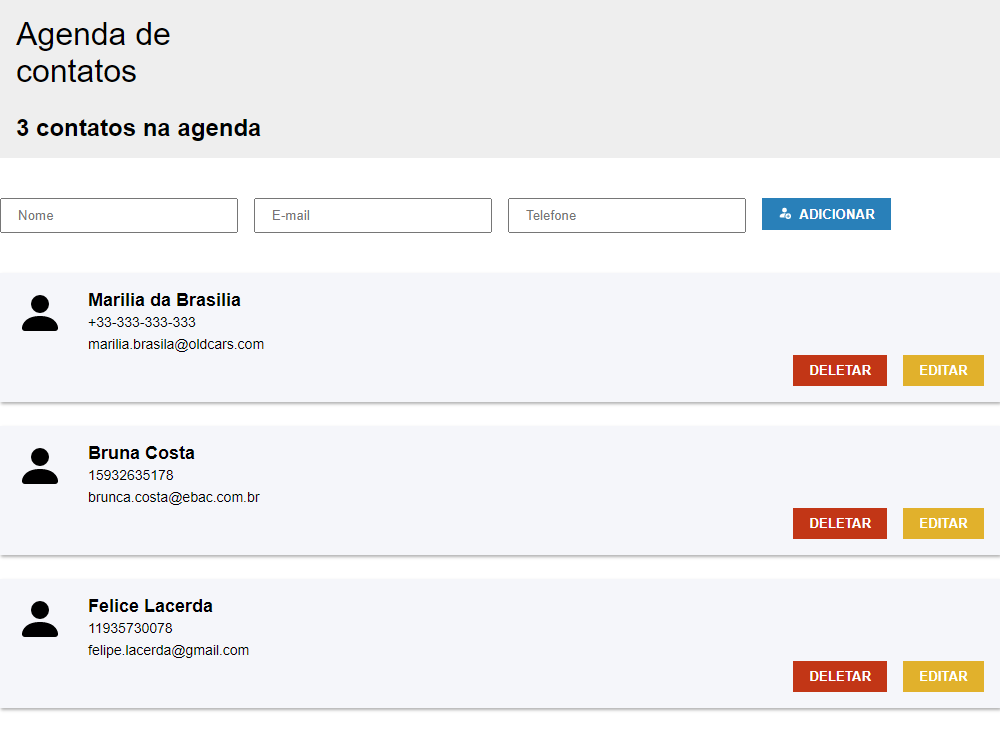 Agenda de
contatos
3 contatos na agenda
Nome
E-mail
Telefone
ADICIONAR
Marilia da Brasilia
+33-333-333-333
marilia.brasila@oldcars.com
DELETAR
EDITAR
Bruna Costa
15932635178
brunca.costa@ebac.com.br
DELETAR
EDITAR
Felice Lacerda
11935730078
felipe.lacerda@gmail.com
DELETAR
EDITAR